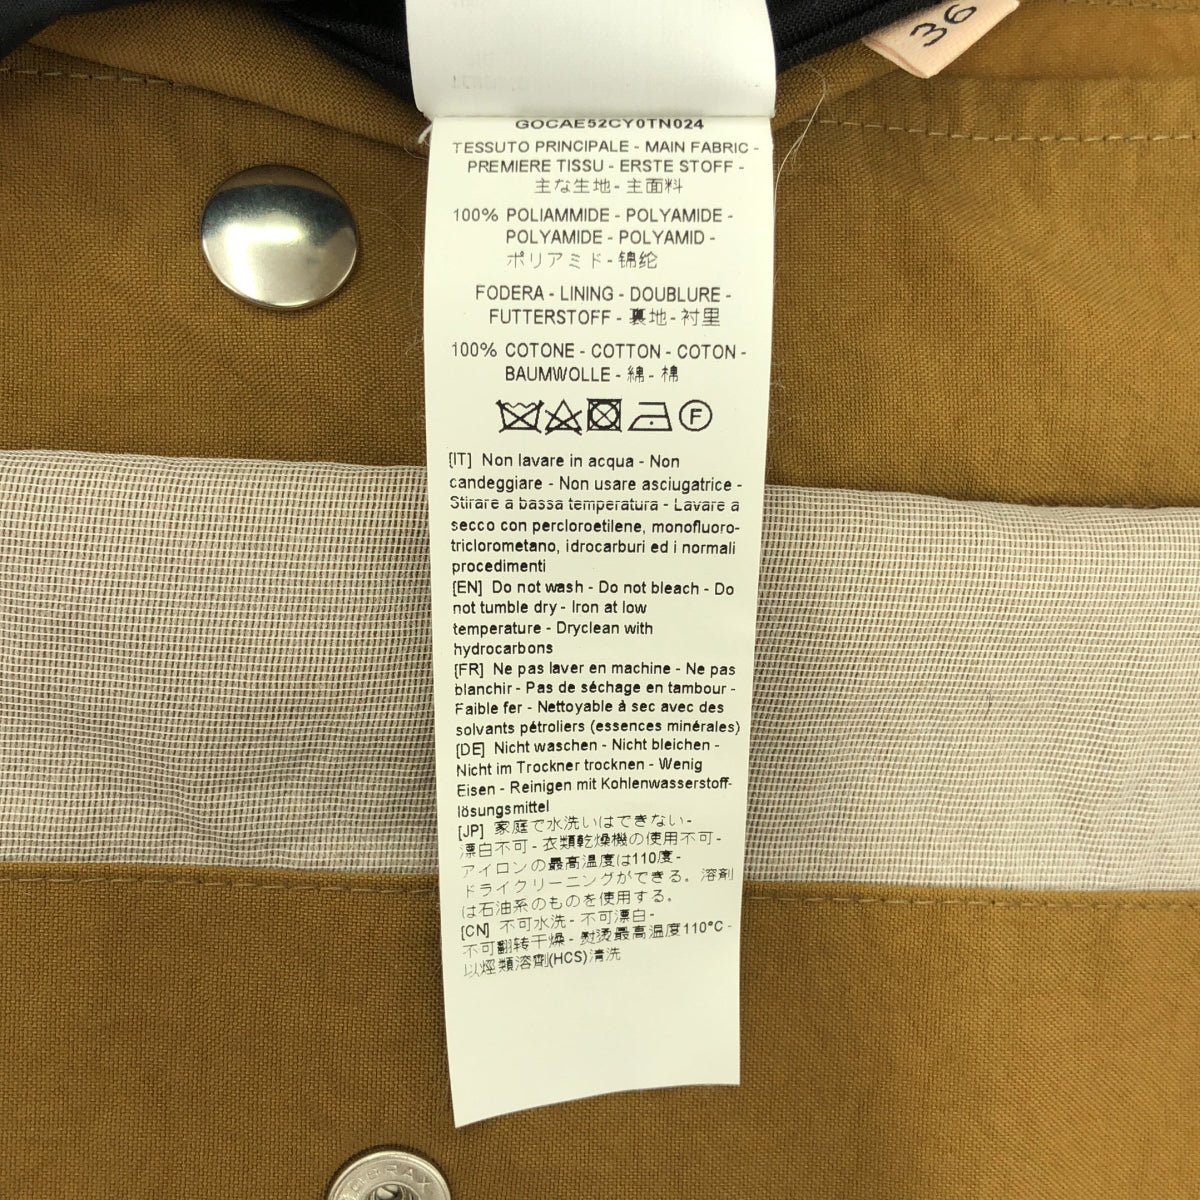 36
GOCAE52CY0TN024
TESSUTO PRINCIPALE - MAIN FABRIC -
PREMIERE TISSU - ERSTE STOFF -
主な生地 - 主面料
100% POLIAMMIDE - POLYAMIDE -
POLYAMIDE - POLYAMID -
ポリアミド - 锦纶
FODERA - LINING - DOUBLURE -
FUTTERSTOFF - 裏地 - 衬里
100% COTONE - COTTON - COTON -
BAUMWOLLE - 綿 - 棉
F
[IT] Non lavare in acqua - Non
candeggiare - Non usare asciugatrice -
Stirare a bassa temperatura - Lavare a
secco con percloroetilene, monofluoro-
triclorometano, idrocarburi ed i normali
procedimenti
[EN] Do not wash - Do not bleach - Do
not tumble dry - Iron at low
temperature - Dryclean with
hydrocarbons
[FR] Ne pas laver en machine - Ne pas
blanchir - Pas de séchage en tambour -
Faible fer - Nettoyable à sec avec des
solvants pétroliers (essences minérales)
[DE] Nicht waschen - Nicht bleichen -
Nicht im Trockner trocknen - Wenig
Eisen - Reinigen mit Kohlenwasserstoff-
lösungsmittel
[JP] 家庭で水洗いはできない -
漂白不可 - 衣類乾燥機の使用不可 -
アイロンの最高温度は110度 -
ドライクリーニングができる。溶剤
は石油系のものを使用する。
[CN] 不可水洗 - 不可漂白 -
不可翻转干燥 - 熨烫最高温度110°C -
以烴類溶劑(HCS)清洗